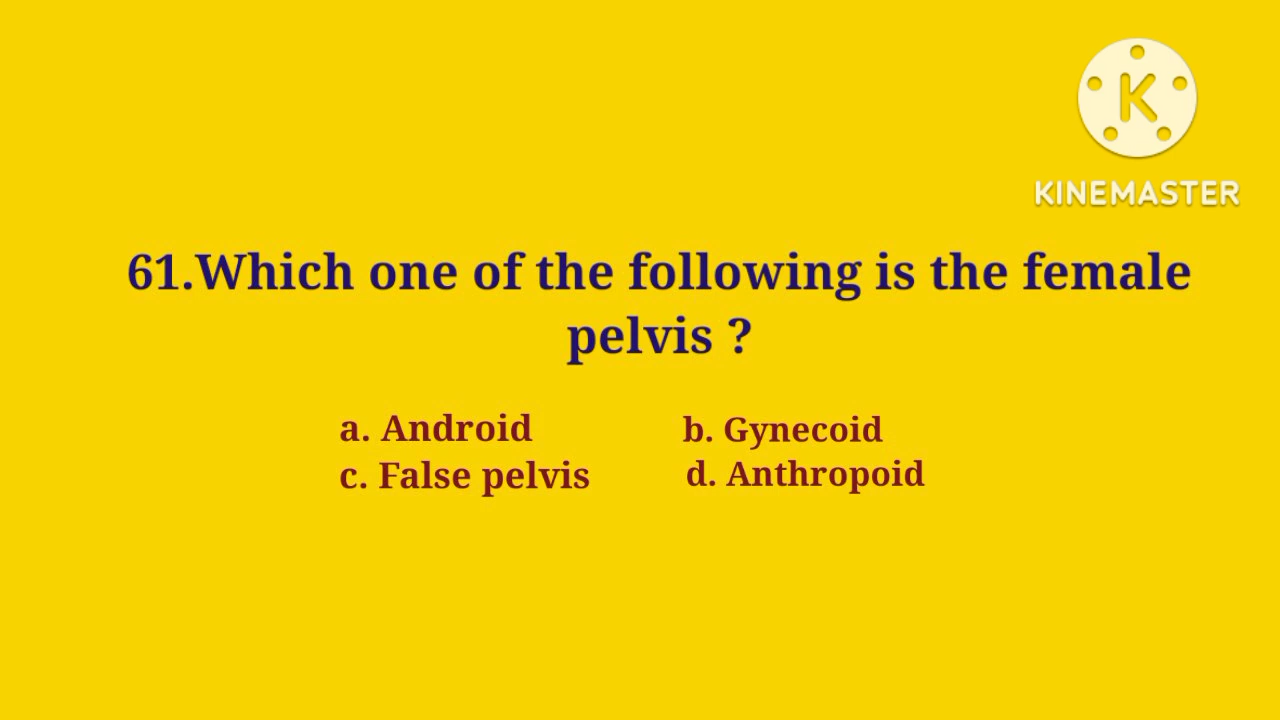 K
KINEMASTER
61.Which one of the following is the female
pelvis ?
a. Android b. Gynecoid
c. False pelvis d. Anthropoid